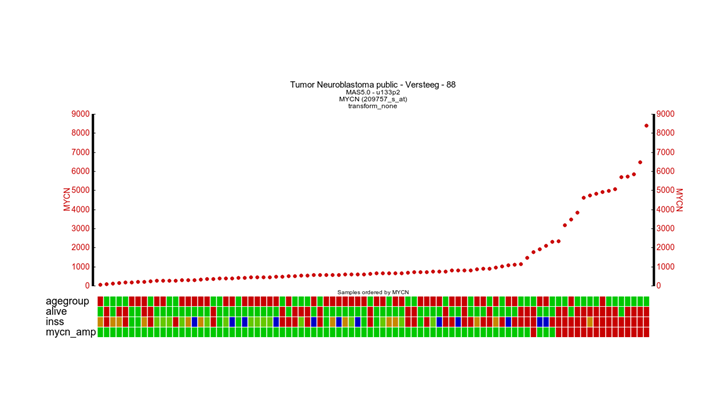 Tumor Neuroblastoma public - Versteeg - 88
MAS5.0 - u133p2
MYCN (209757_s_at)
transform_none
9000 9000
8000 8000
7000 7000
6000 6000
5000 5000
4000 4000
3000 3000
2000 2000
1000 1000
0 0
MYCN MYCN
Samples ordered by MYCN
agegroup
alive
inss
mycn_amp